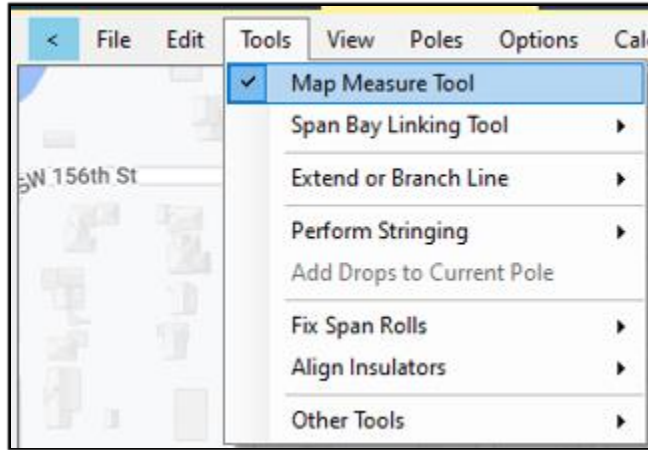 < File Edit Tools View Poles Options Cal
Map Measure Tool
Span Bay Linking Tool
SW 156th St
Extend or Branch Line
Perform Stringing
Add Drops to Current Pole
Fix Span Rolls
Align Insulators
Other Tools